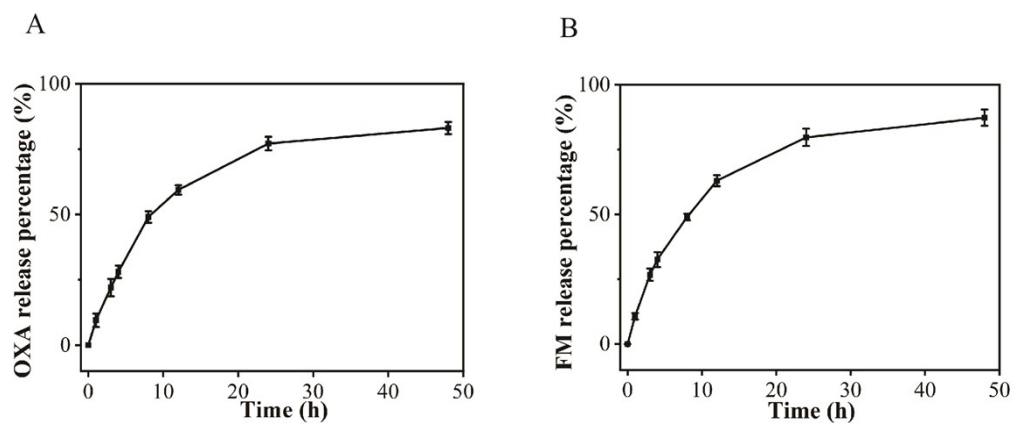 A
OXA release percentage (%)
100
50
0
0 10 20 30 40 50
Time (h)
B
FM release percentage (%)
100
50
0
0 10 20 30 40 50
Time (h)